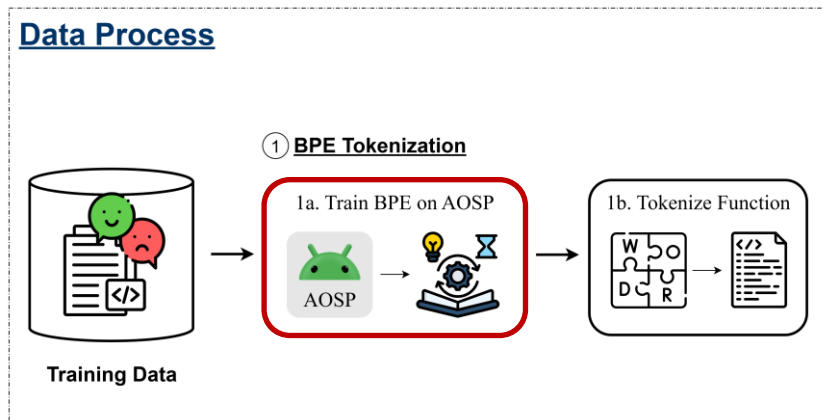 Data Process
1 BPE Tokenization
1a. Train BPE on AOSP
AOSP
1b. Tokenize Function
W O
D R
</>
</>
Training Data